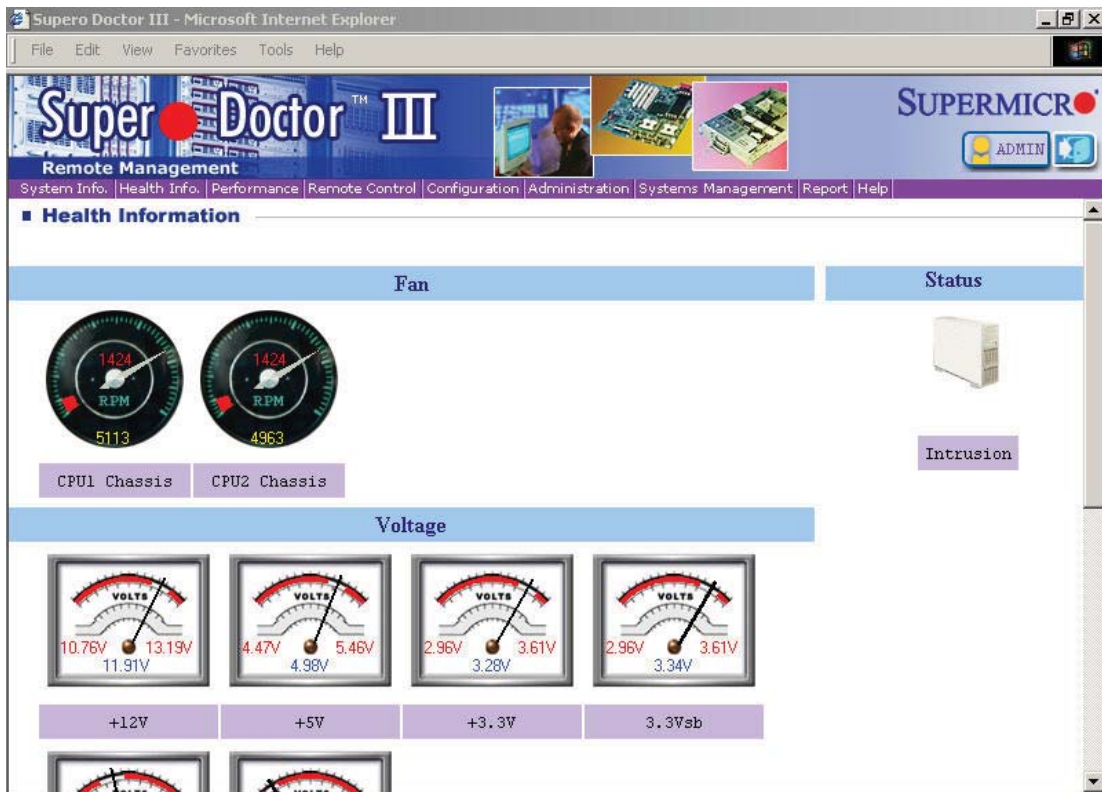 Supero Doctor III - Microsoft Internet Explorer
File Edit View Favorites Tools Help
Super Doctor™ III
Remote Management
SUPERMICR
ADMIN
System Info. Health Info. Performance Remote Control Configuration Administration Systems Management Report Help
Health Information
Fan
Status
1424
RPM
5113
1424
RPM
4963
CPU1 Chassis CPU2 Chassis
Intrusion
Voltage
VOLTS
10.76V 13.19V
11.91V
VOLTS
4.47V 5.46V
4.98V
VOLTS
2.96V 3.61V
3.28V
VOLTS
2.96V 3.61V
3.34V
+12V +5V +3.3V 3.3Vsb